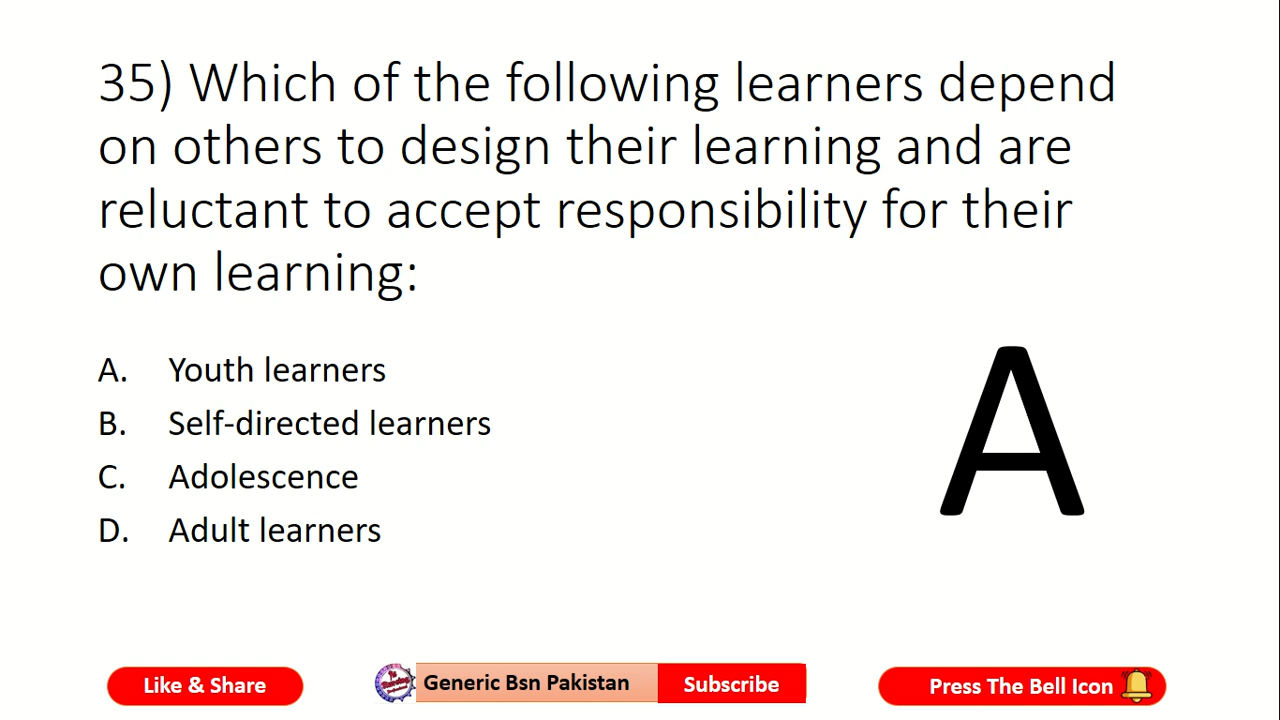 35) Which of the following learners depend
on others to design their learning and are
reluctant to accept responsibility for their
own learning:
A. Youth learners
B. Self-directed learners
C. Adolescence
D. Adult learners
A
Like & Share
Generic Bsn Pakistan
Subscribe
Press The Bell Icon